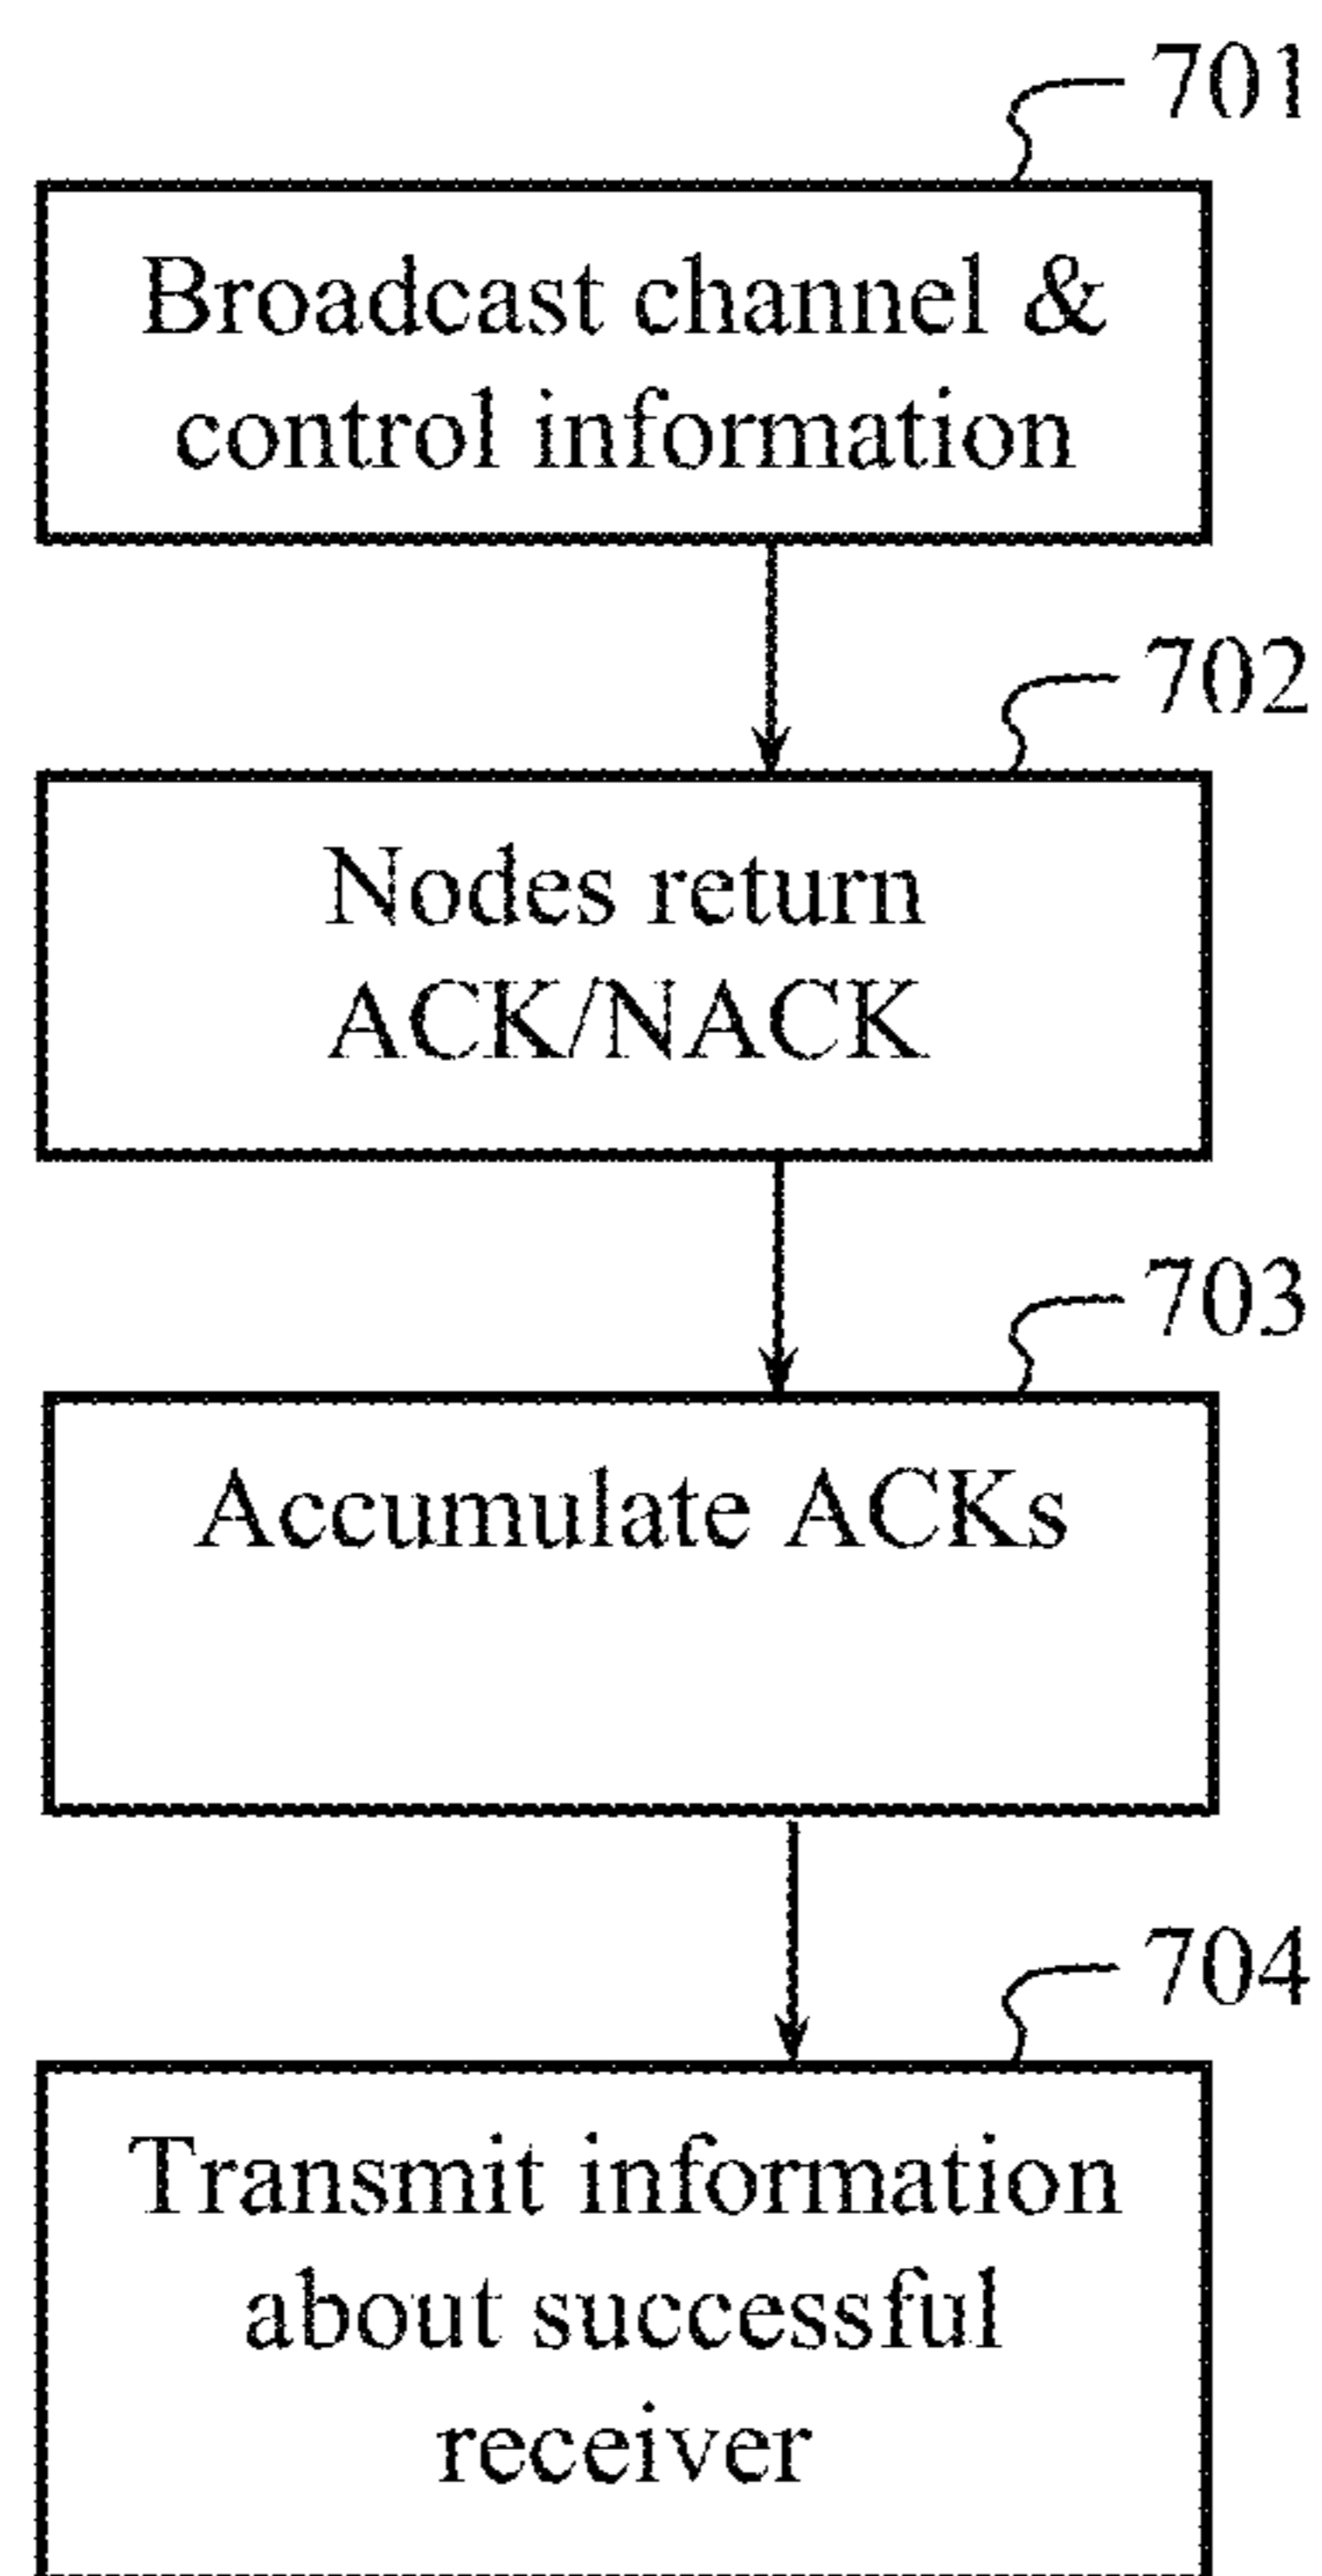 701
Broadcast channel &
control information
702
Nodes return
ACK/NACK
703
Accumulate ACKs
704
Transmit information
about successful
receiver